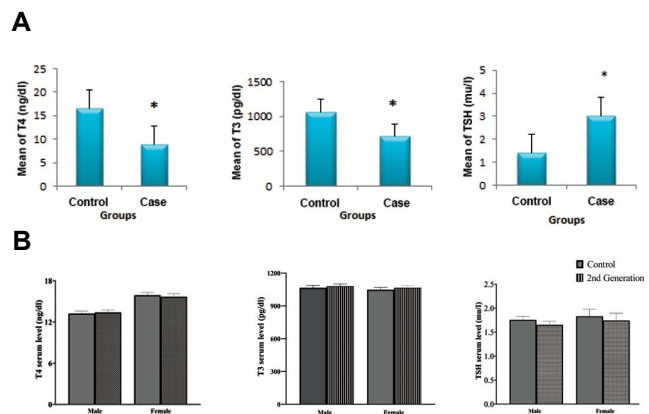 A
Mean of T4 (ng/dl)
25
20
15
10
5
0
Control
Case
Groups
*
Mean of T3 (pg/dl)
1500
1000
500
0
Control
Case
Groups
*
Mean of TSH (mu/l)
5
4
3
2
1
0
Control
Case
Groups
*
B
T4 serum level (ng/dl)
18
13
12
0
Male
Female
T3 serum level (pg/dl)
1200
900
600
300
0
Male
Female
Control
2nd Generation
TSH serum level (mu/l)
2.5
2.0
1.5
1.0
0.5
0.0
Male
Female